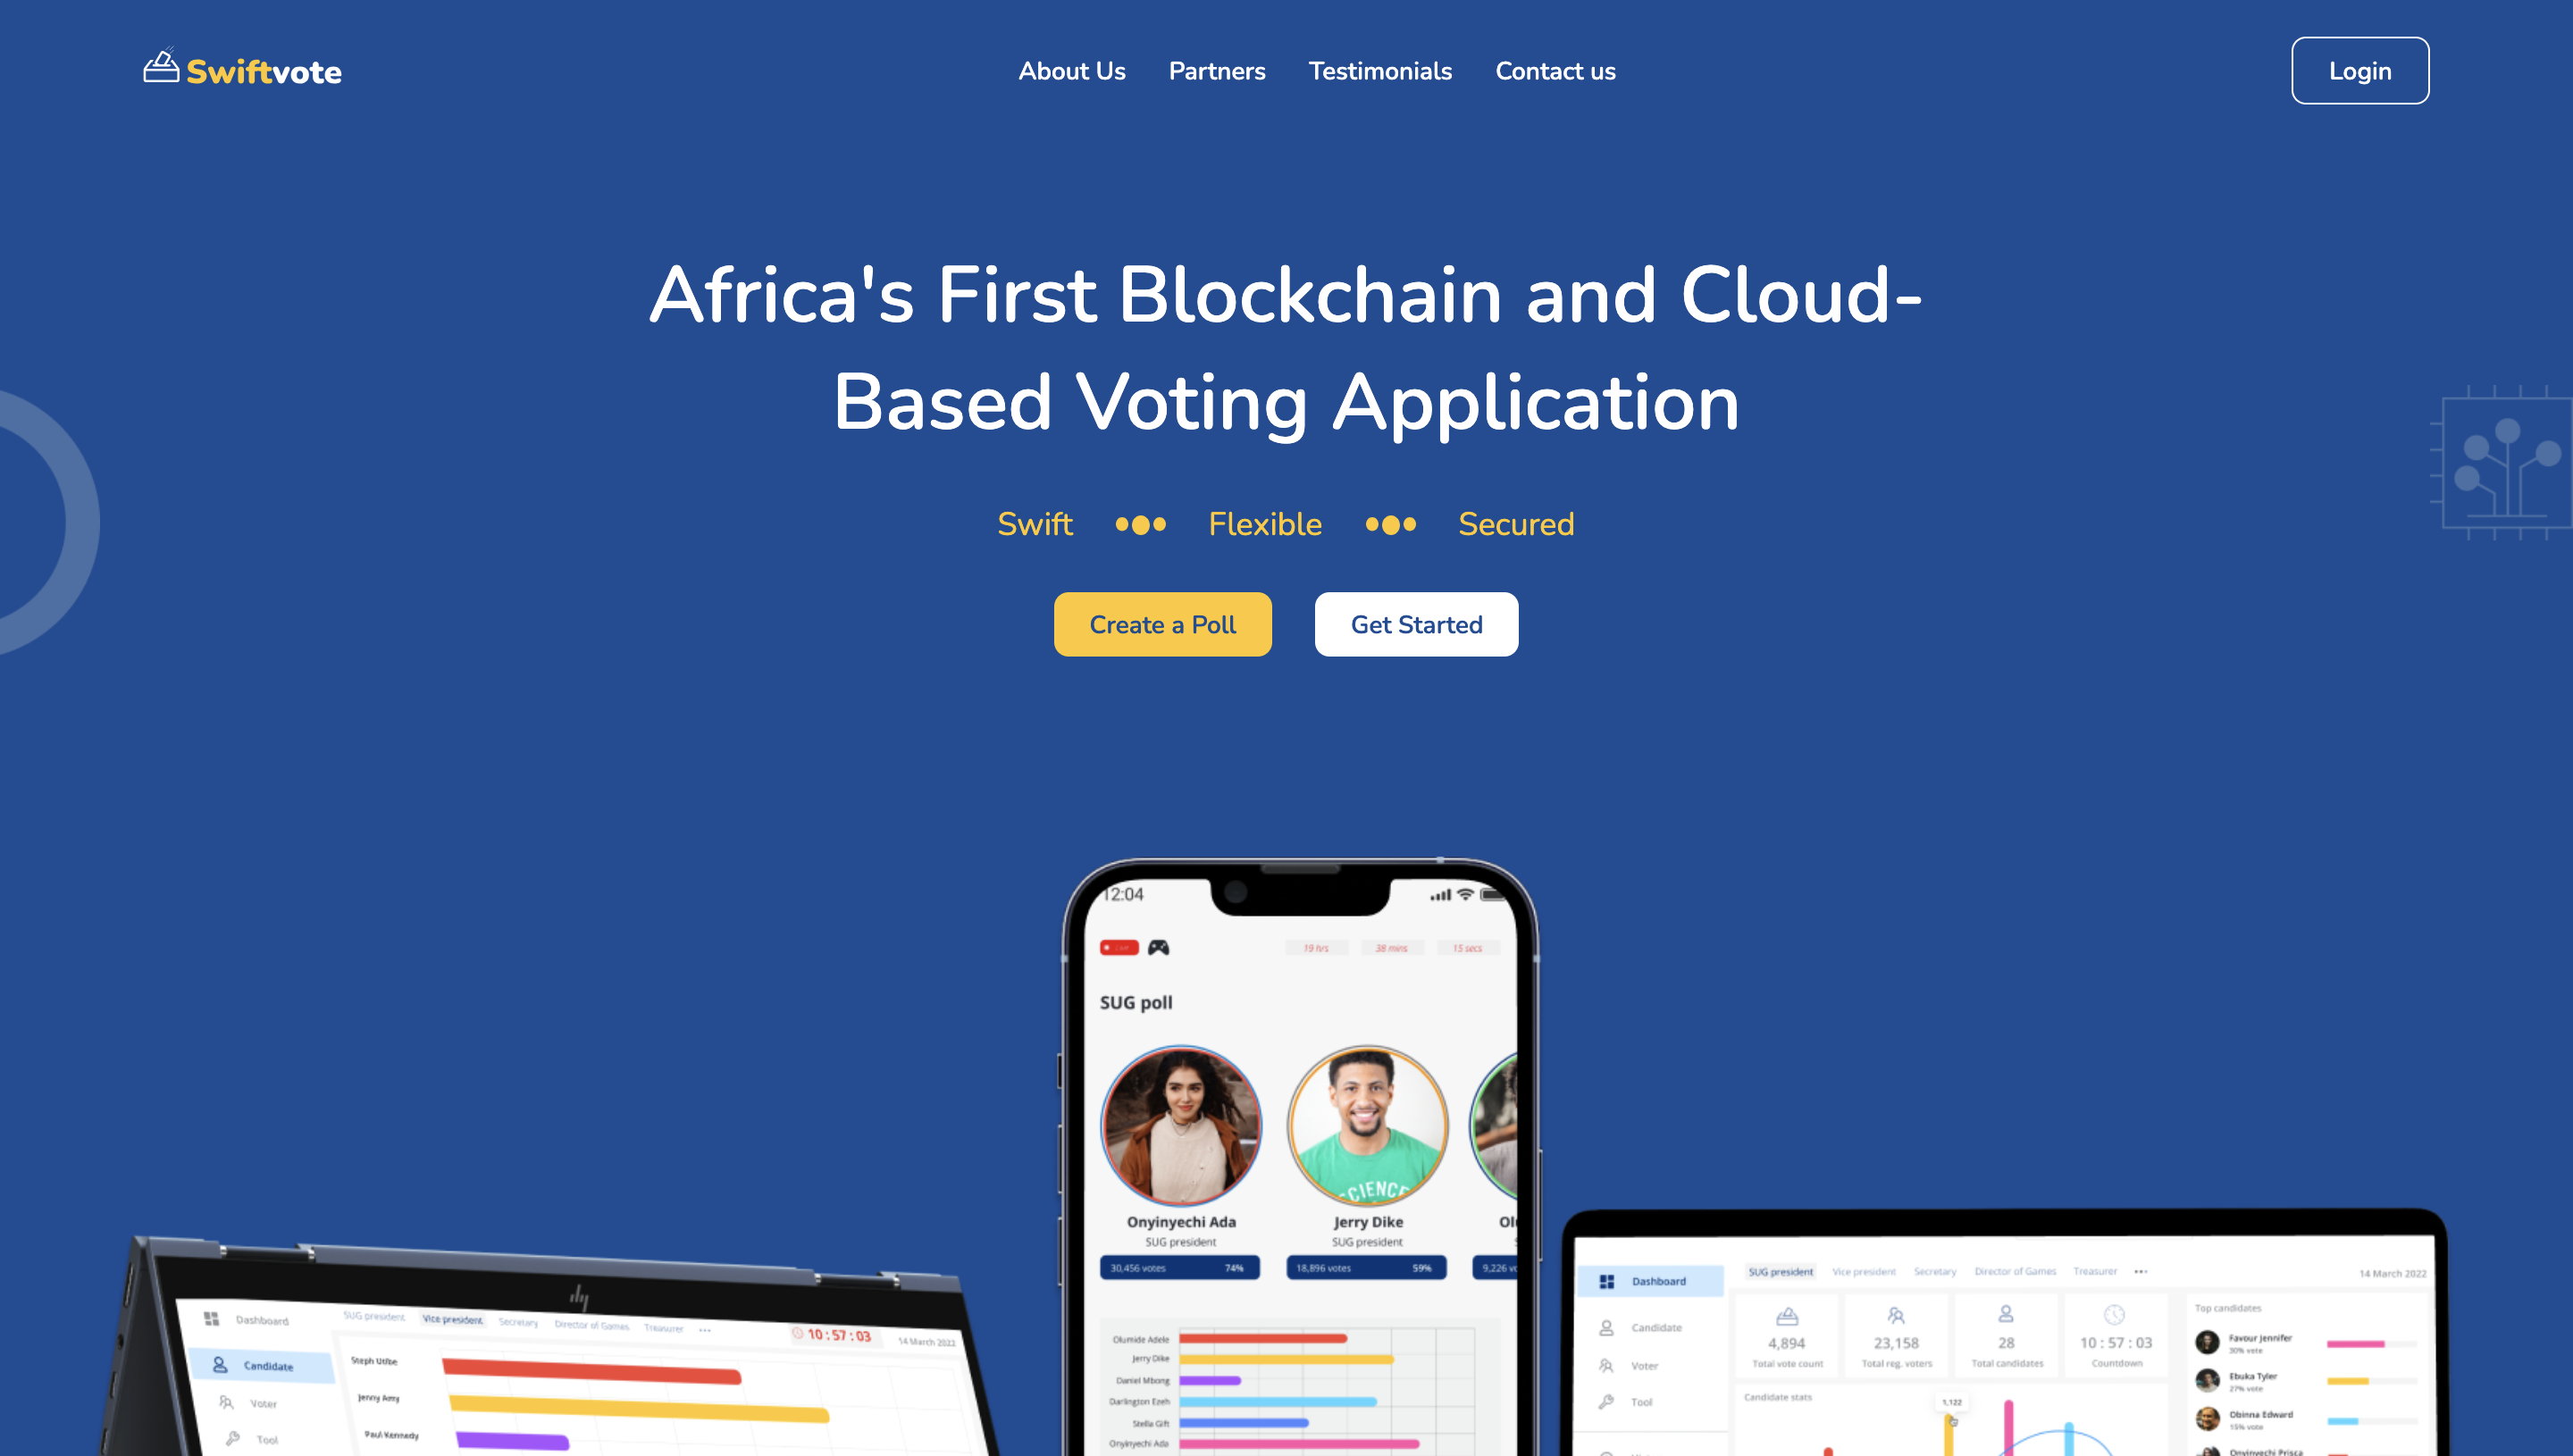 Swiftvote
About Us Partners Testimonials Contact us
Login
Africa's First Blockchain and Cloud-
Based Voting Application
Swift Flexible Secured
Create a Poll Get Started
12:04
19 hrs 38 mins 15 secs
SUG poll
SCIENCE
Onyinyechi Ada
SUG president
30,456 votes 74%
Jerry Dike
SUG president
18,896 votes 59%
9,226
Olumide Adele
Jerry Dike
Daniel Mbong
Darlington Ezeh
Stella Gift
Onyinyechi Ada
hp
Dashboard
Candidate
Voter
Tool
SUG president Vice president Secretary Director of Games Treasurer
10 : 57 : 03
14 March 2022
Steph Utibe
Jenny Amy
Paul Kennedy
Dashboard
Candidate
Voter
Tool
SUG president Vice president Secretary Director of Games Treasurer
14 March 2022
4,894
Total vote count
23,158
Total reg. voters
28
Total candidates
10 : 57 : 03
Countdown
Candidate stats
1,122
Top candidates
Favour Jennifer
30% vote
Ebuka Tyler
27% vote
Obinna Edward
15% vote
Onyinyechi Prisca